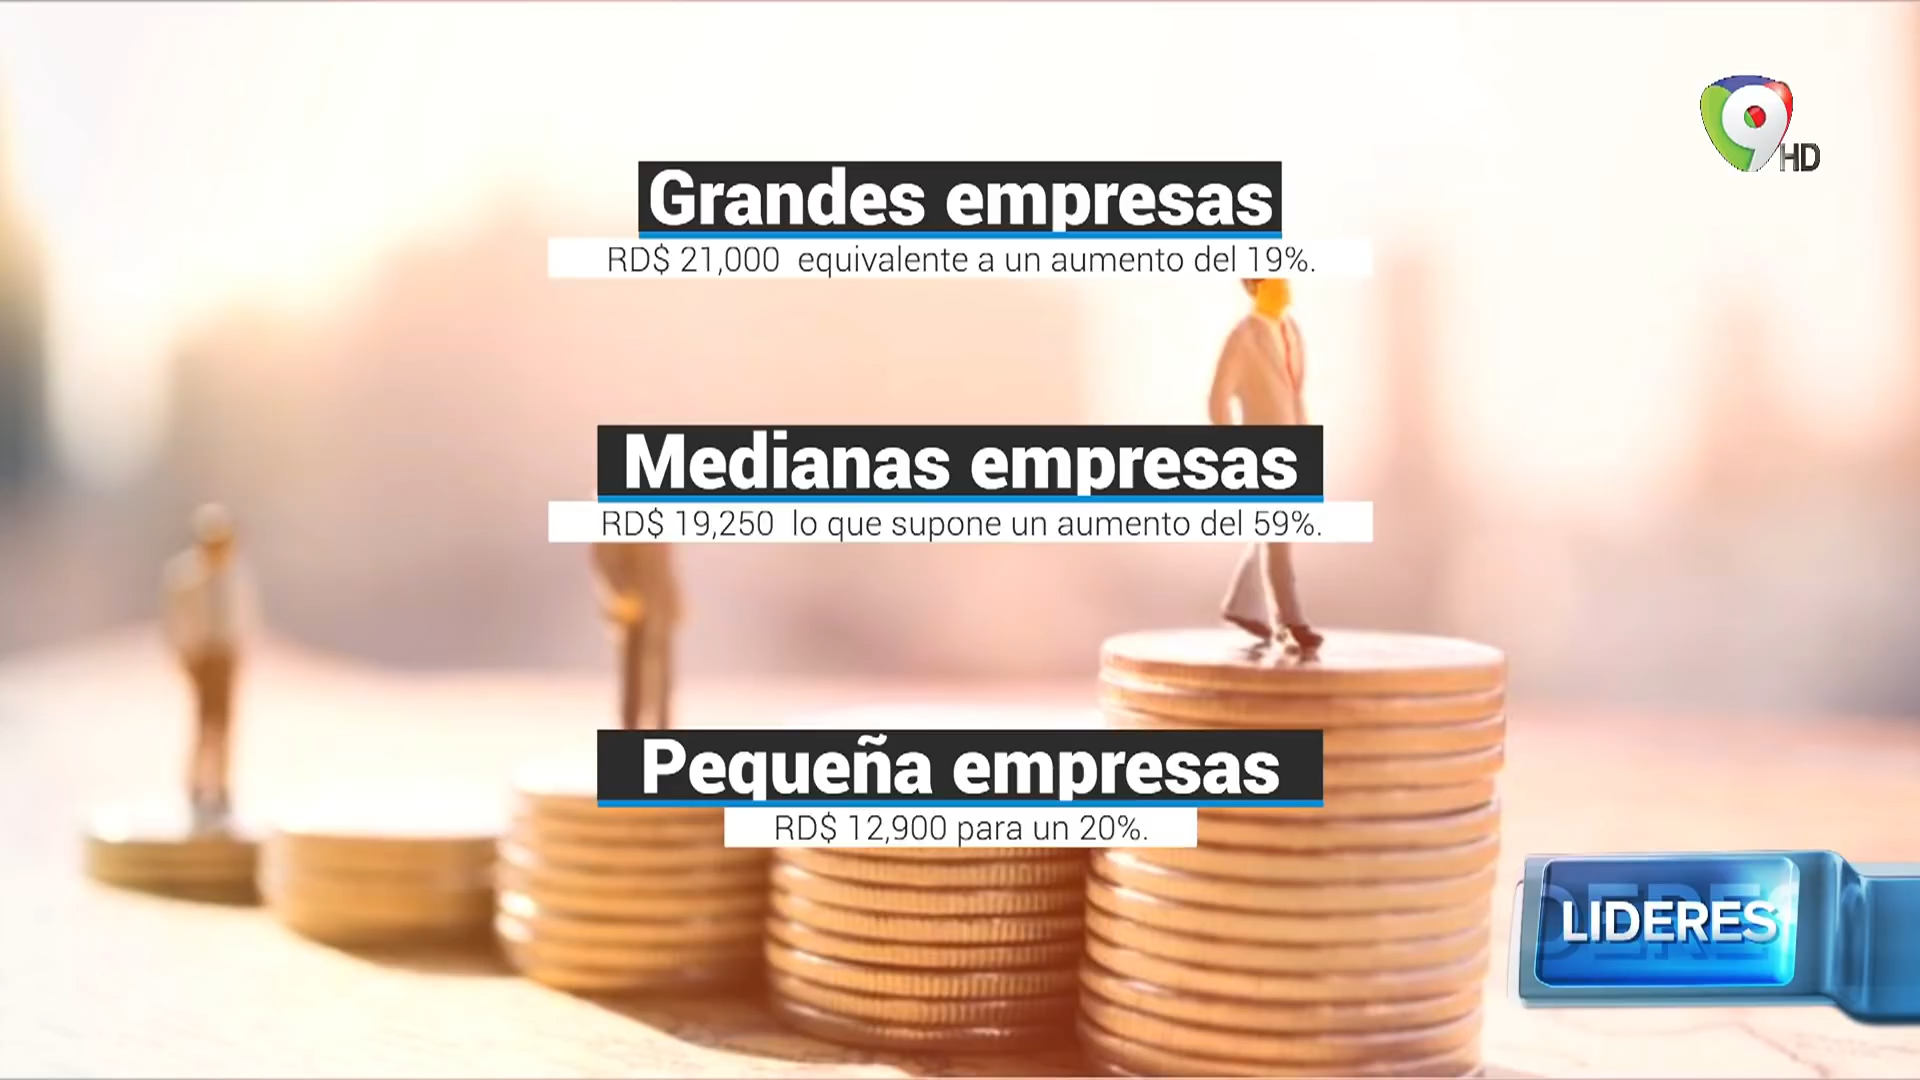 9
HD
Grandes empresas
RD$ 21,000 equivalente a un aumento del 19%.
Medianas empresas
RD$ 19,250 lo que supone un aumento del 59%.
Pequeña empresas
RD$ 12,900 para un 20%.
LIDERES